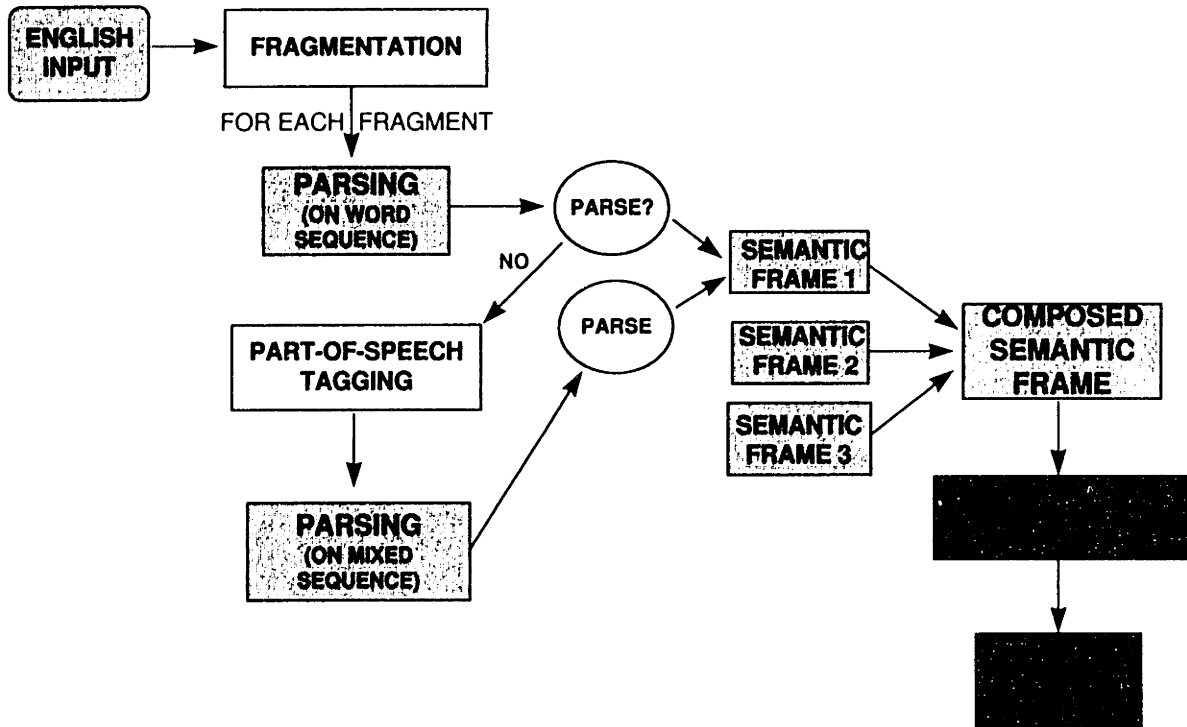 ENGLISH
INPUT
FRAGMENTATION
FOR EACH FRAGMENT
PARSING
(ON WORD
SEQUENCE)
PARSE?
NO
SEMANTIC
FRAME 1
PARSE
PART-OF-SPEECH
TAGGING
SEMANTIC
FRAME 2
COMPOSED
SEMANTIC
FRAME
SEMANTIC
FRAME 3
PARSING
(ON MIXED
SEQUENCE)